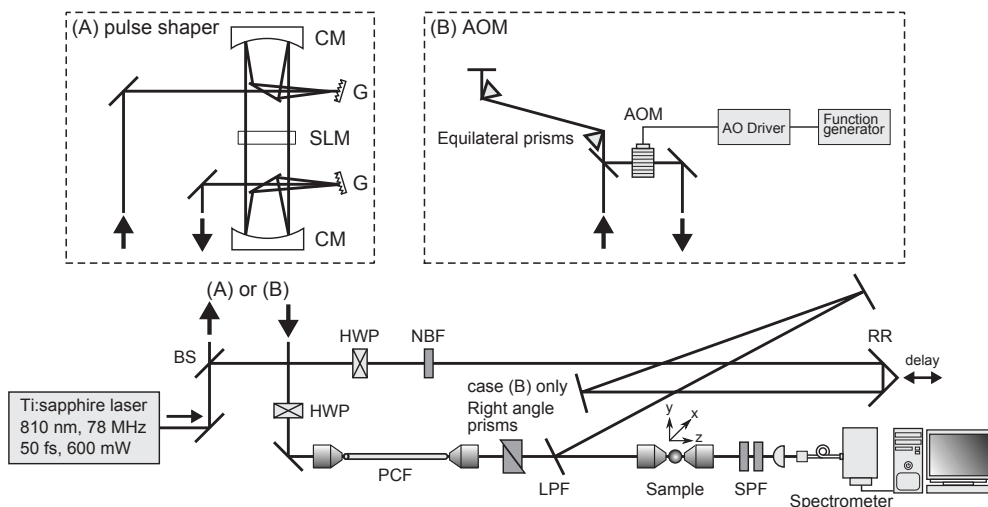 (A) pulse shaper
CM
G
SLM
G
CM
(B) AOM
AOM
AO Driver
Function
generator
Equilateral prisms
(A) or (B)
BS
HWP
NBF
RR
delay
Ti:sapphire laser
810 nm, 78 MHz
50 fs, 600 mW
HWP
case (B) only
Right angle
prisms
y
x
z
PCF
LPF
Sample
SPF
Spectrometer